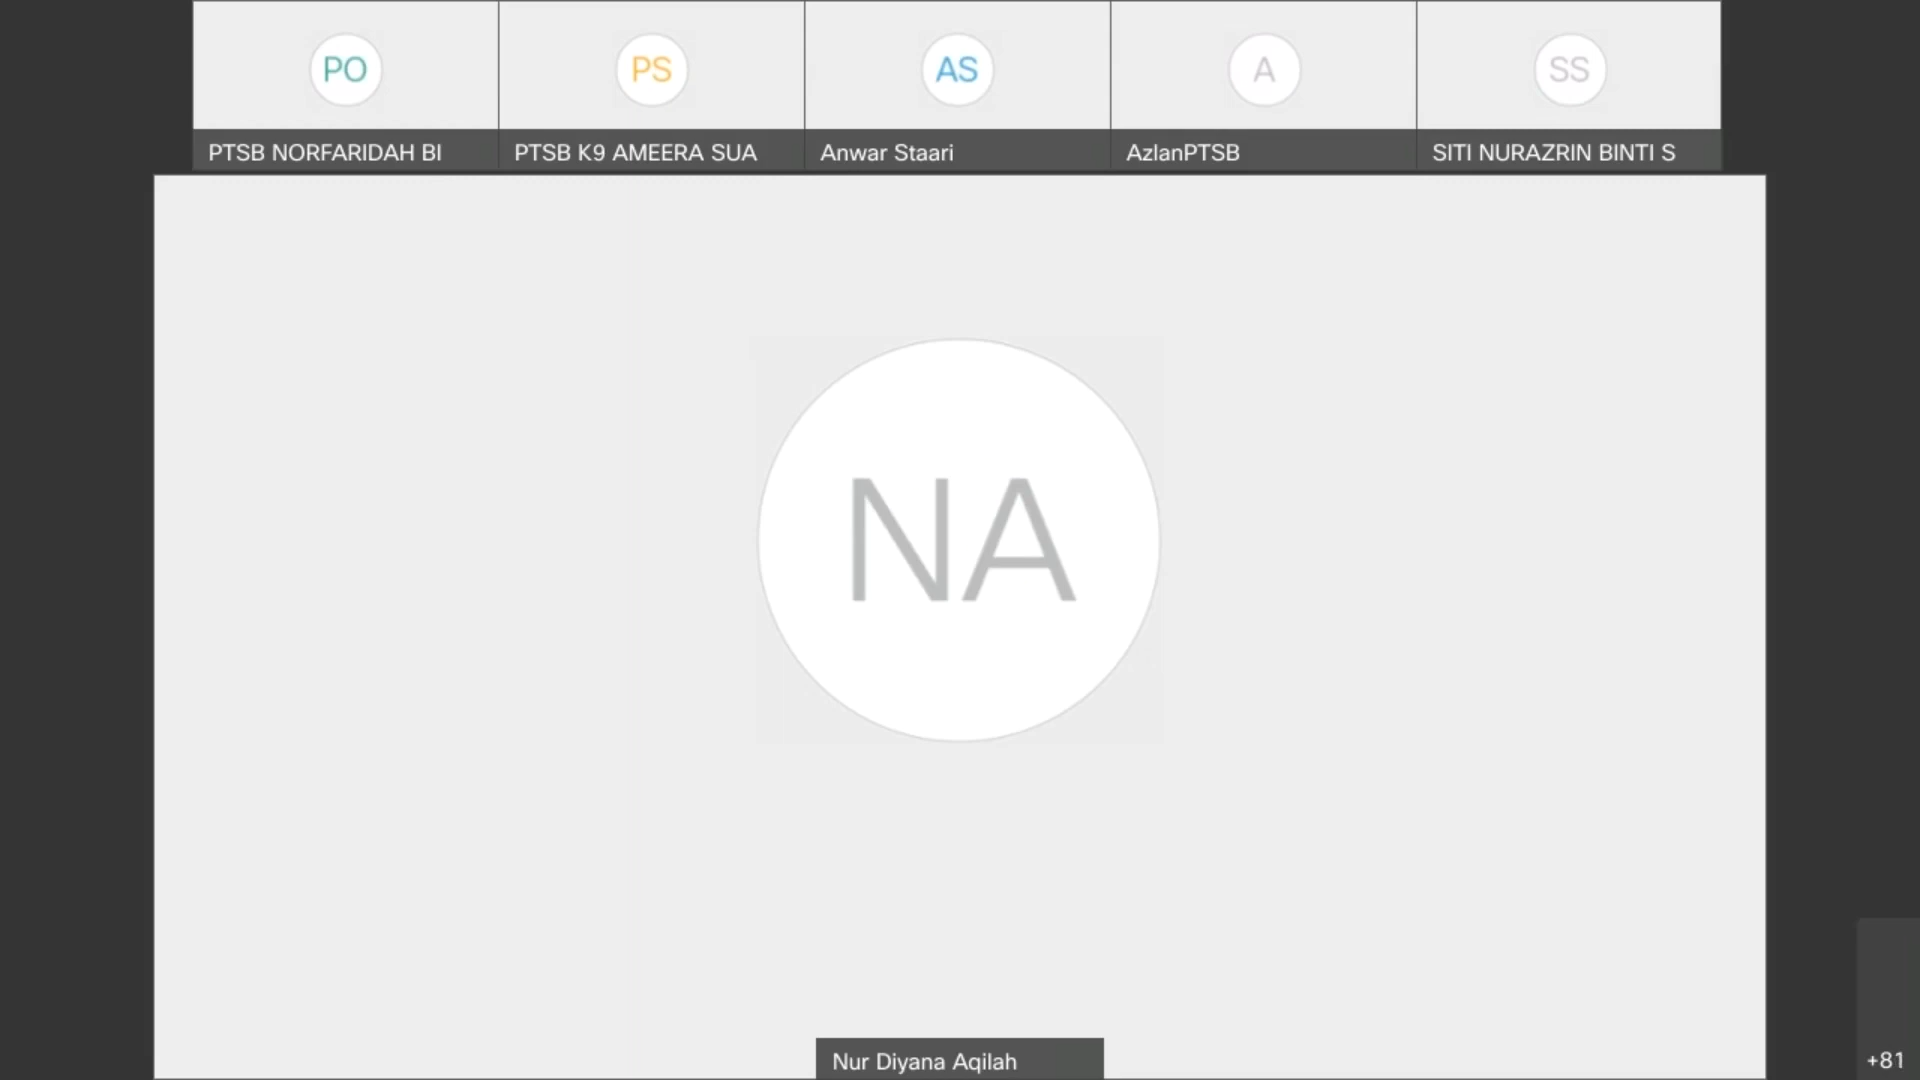 PO
PS
AS
A
SS
PTSB NORFARIDAH BI
PTSB K9 AMEERA SUA
Anwar Staari
AzlanPTSB
SITI NURAZRIN BINTI S
NA
Nur Diyana Aqilah
+81